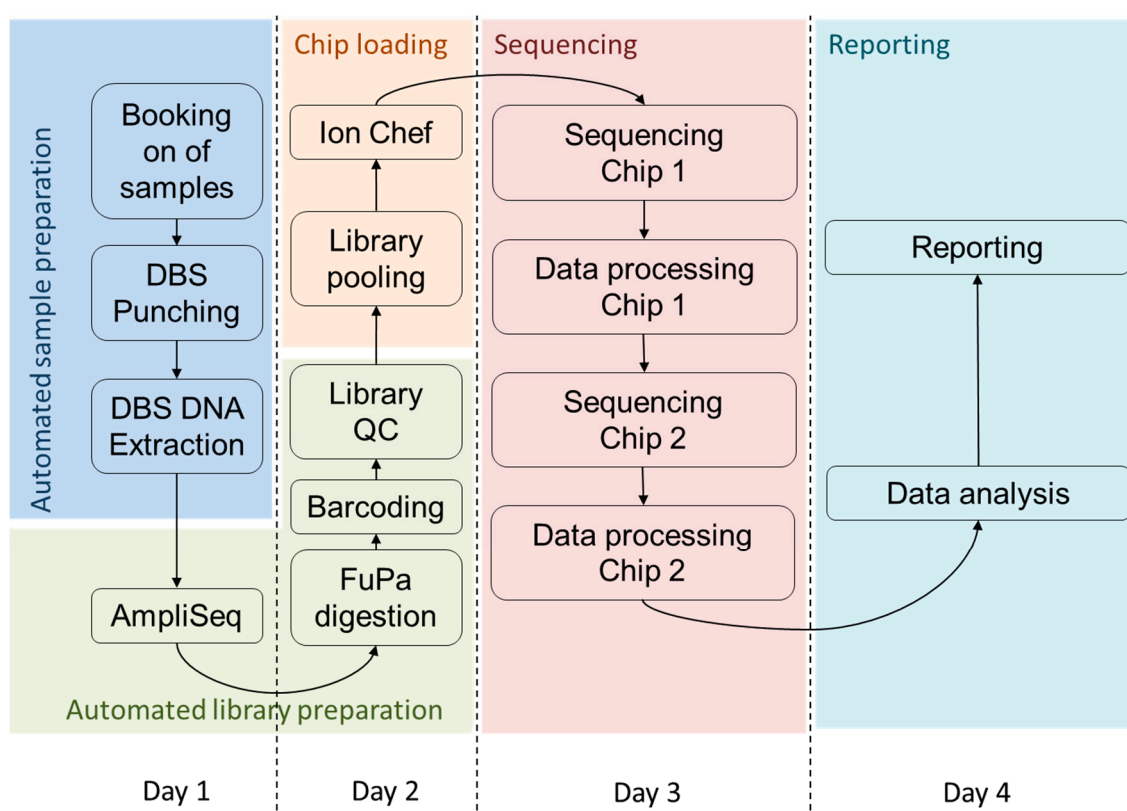 Automated sample preparation
Booking
on of
samples
DBS
Punching
DBS DNA
Extraction
AmpliSeq
Automated library preparation
FuPa
digestion
Barcoding
Library
QC
Chip loading
Library
pooling
Ion Chef
Sequencing
Sequencing
Chip 1
Data processing
Chip 1
Sequencing
Chip 2
Data processing
Chip 2
Reporting
Reporting
Data analysis
Day 1
Day 2
Day 3
Day 4